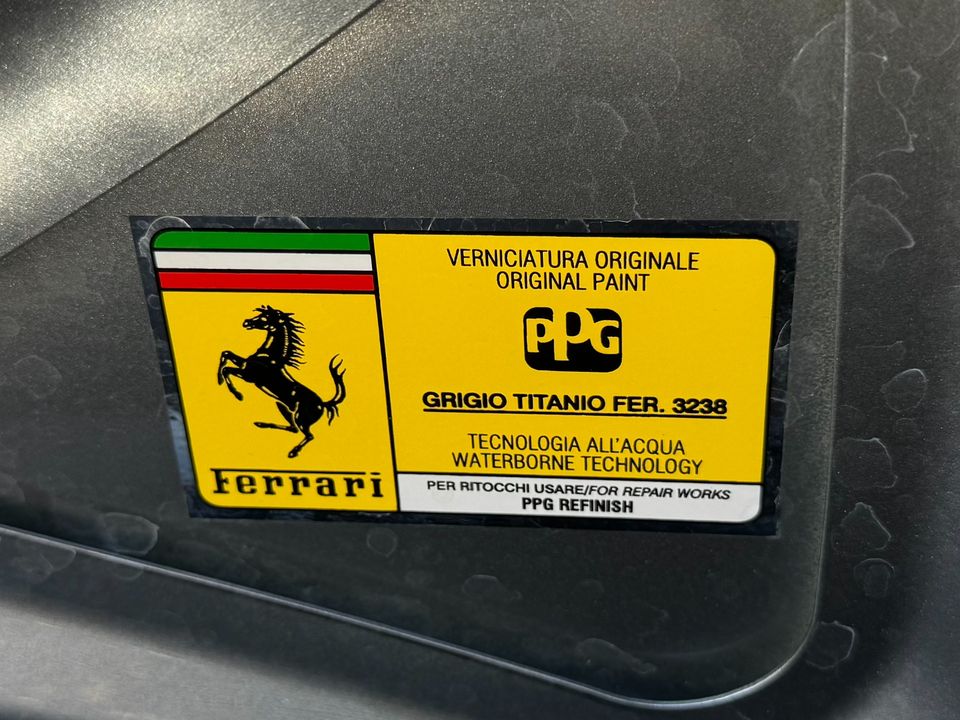 VERNICIATURA ORIGINALE
ORIGINAL PAINT
PPG
GRIGIO TITANIO FER. 3238
TECNOLOGIA ALL'ACQUA
WATERBORNE TECHNOLOGY
PER RITOCCHI USARE/FOR REPAIR WORKS
PPG REFINISH
Ferrari